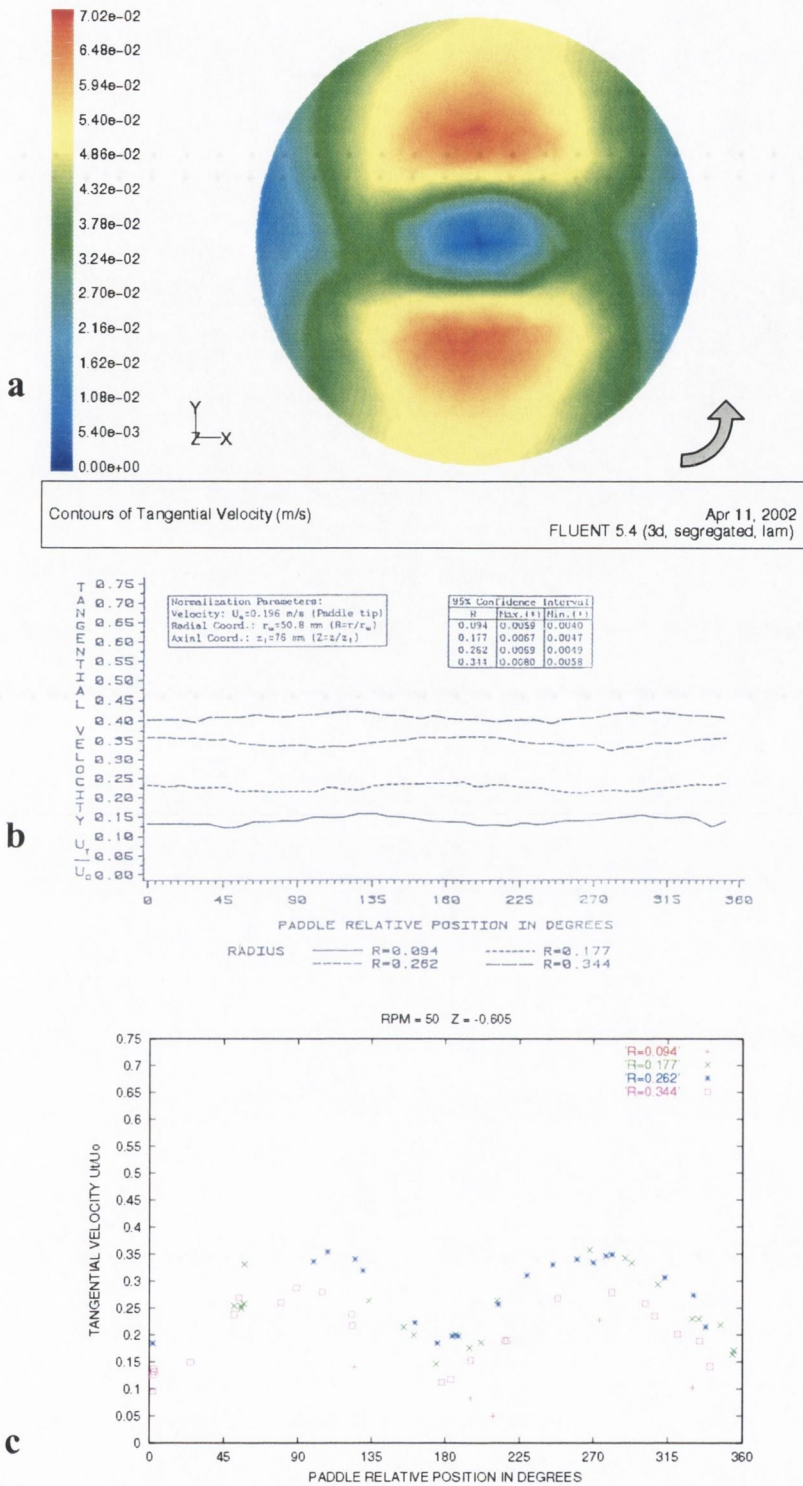 7.02e-02
6.48e-02
5.94e-02
5.40e-02
4.86e-02
4.32e-02
3.78e-02
3.24e-02
2.70e-02
2.16e-02
1.62e-02
1.08e-02
5.40e-03
0.00e+00
a
Y
Z X
Contours of Tangential Velocity (m/s)
Apr 11, 2002
FLUENT 5.4 (3d, segregated, lam)
TANGENTIAL VELOCITY UT/UO
0.75
0.70
0.65
0.60
0.55
0.50
0.45
0.40
0.35
0.30
0.25
0.20
0.15
0.10
0.05
0.00
Normalization Parameters:
Velocity: Uo=0.196 m/s (Paddle tip)
Radial Coord.: rw=50.8 mm (R=r/rw)
Axial Coord.: z1=76 mm (Z=z/z1)
95% Confidence Interval
R Max.(±) Min.(±)
0.094 0.0059 0.0040
0.177 0.0067 0.0047
0.262 0.0069 0.0049
0.344 0.0080 0.0058
b
0 45 90 135 180 225 270 315 360
PADDLE RELATIVE POSITION IN DEGREES
RADIUS R=0.094 R=0.177
R=0.262 R=0.344
RPM = 50 Z = -0.605
0.75
0.7
0.65
0.6
0.55
0.5
0.45
0.4
0.35
0.3
0.25
0.2
0.15
0.1
0.05
0
TANGENTIAL VELOCITY Ut/Uo
'R=0.094'
'R=0.177'
'R=0.262'
'R=0.344'
c
0 45 90 135 180 225 270 315 360
PADDLE RELATIVE POSITION IN DEGREES